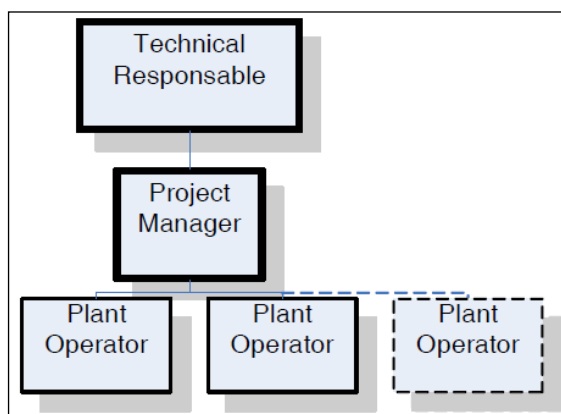 Technical
Responsable
Project
Manager
Plant
Operator
Plant
Operator
Plant
Operator